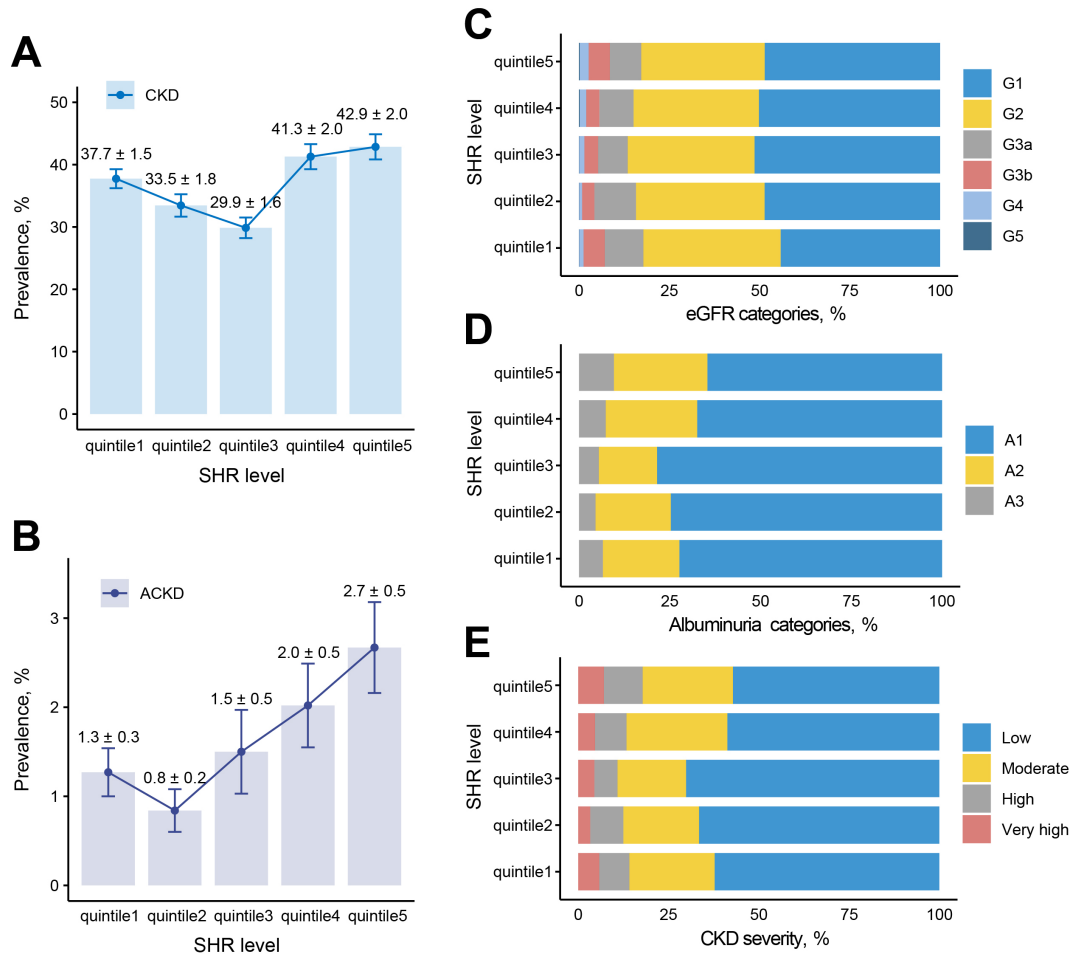 A
CKD
50
40
30
20
10
0
37.7 ± 1.5
33.5 ± 1.8
29.9 ± 1.6
41.3 ± 2.0
42.9 ± 2.0
Prevalence, %
quintile1 quintile2 quintile3 quintile4 quintile5
SHR level
B
ACKD
3
2
1
0
1.3 ± 0.3
0.8 ± 0.2
1.5 ± 0.5
2.0 ± 0.5
2.7 ± 0.5
Prevalence, %
quintile1 quintile2 quintile3 quintile4 quintile5
SHR level
C
SHR level
quintile5
quintile4
quintile3
quintile2
quintile1
0 25 50 75 100
eGFR categories, %
G1
G2
G3a
G3b
G4
G5
D
SHR level
quintile5
quintile4
quintile3
quintile2
quintile1
0 25 50 75 100
Albuminuria categories, %
A1
A2
A3
E
SHR level
quintile5
quintile4
quintile3
quintile2
quintile1
0 25 50 75 100
CKD severity, %
Low
Moderate
High
Very high